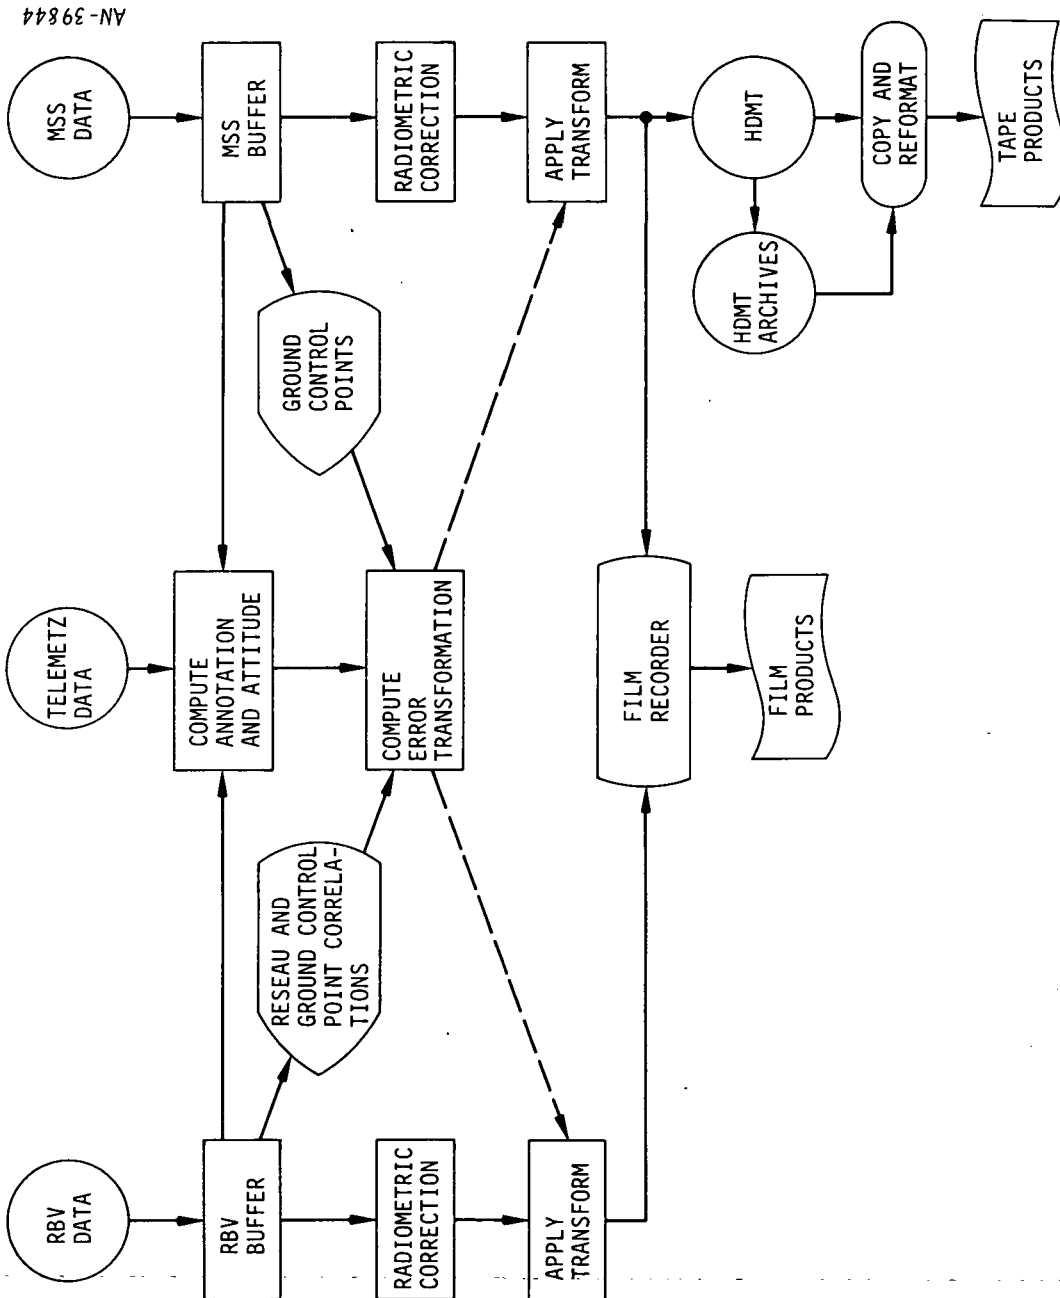 AN-39844
RBV
DATA
TELEMETZ
DATA
MSS
DATA
RBV
BUFFER
COMPUTE
ANNOTATION
AND ATTITUDE
MSS
BUFFER
RESEAU AND
GROUND CONTROL
POINT CORRELA-
TIONS
GROUND
CONTROL
POINTS
RADIOMETRIC
CORRECTION
COMPUTE
ERROR
TRANSFORMATION
RADIOMETRIC
CORRECTION
APPLY
TRANSFORM
APPLY
TRANSFORM
FILM
RECORDER
HDMT
ARCHIVES
HDMT
FILM
PRODUCTS
COPY AND
REFORMAT
TAPE
PRODUCTS